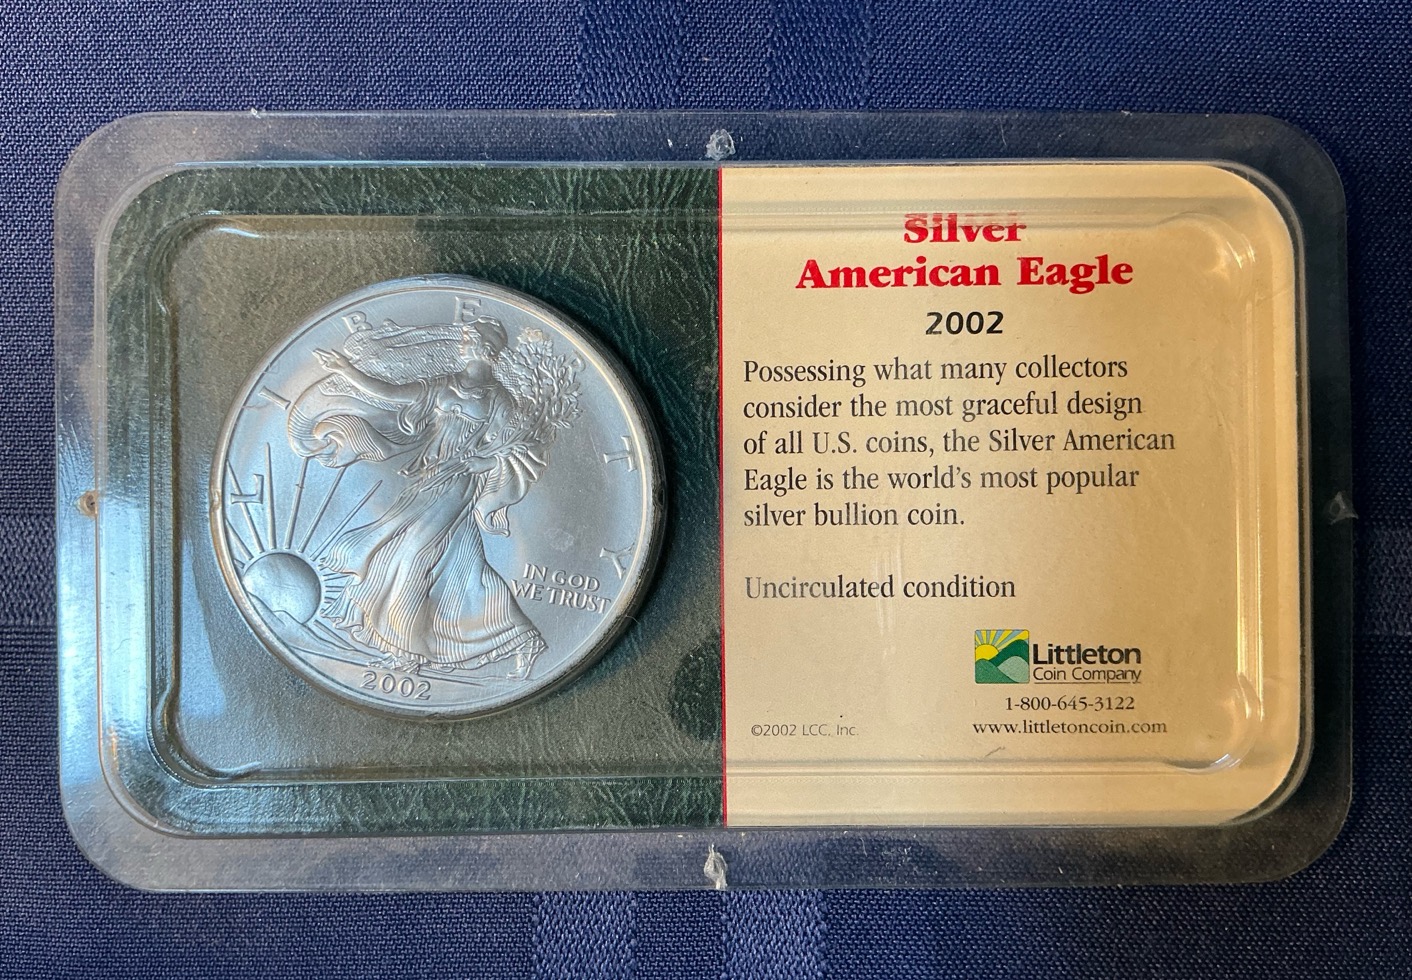 LIBERTY
IN GOD
WE TRUST
2002
Silver
American Eagle
2002
Possessing what many collectors
consider the most graceful design
of all U.S. coins, the Silver American
Eagle is the world's most popular
silver bullion coin.
Uncirculated condition
Littleton
Coin Company
1-800-645-3122
©2002 LCC, Inc.
www.littletoncoin.com